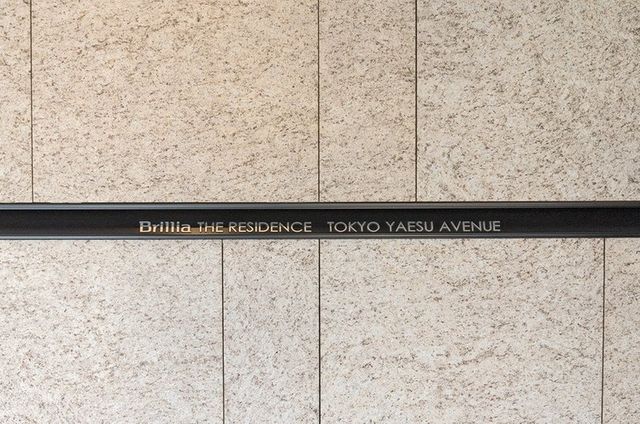 Brillia THE RESIDENCE TOKYO YAESU AVENUE